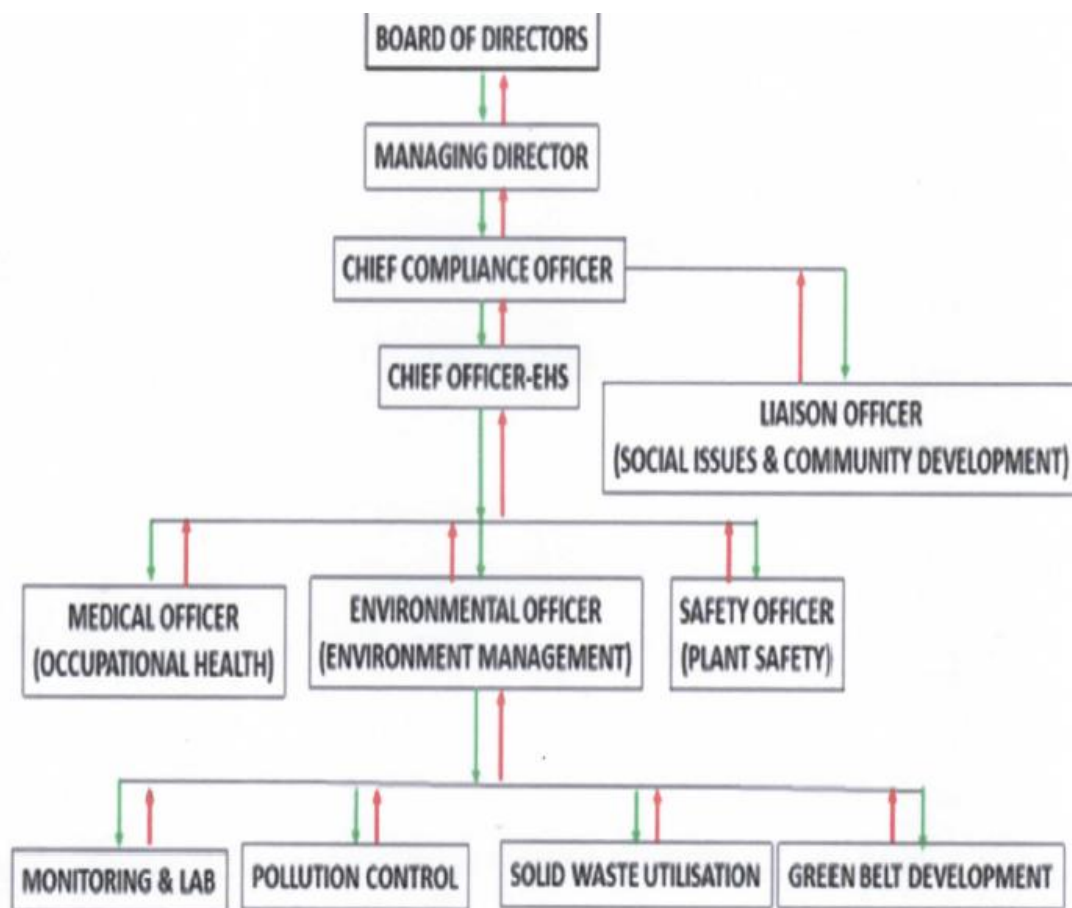 BOARD OF DIRECTORS
MANAGING DIRECTOR
CHIEF COMPLIANCE OFFICER
CHIEF OFFICER-EHS
LIAISON OFFICER
(SOCIAL ISSUES & COMMUNITY DEVELOPMENT)
MEDICAL OFFICER
(OCCUPATIONAL HEALTH)
ENVIRONMENTAL OFFICER
(ENVIRONMENT MANAGEMENT)
SAFETY OFFICER
(PLANT SAFETY)
MONITORING & LAB
POLLUTION CONTROL
SOLID WASTE UTILISATION
GREEN BELT DEVELOPMENT